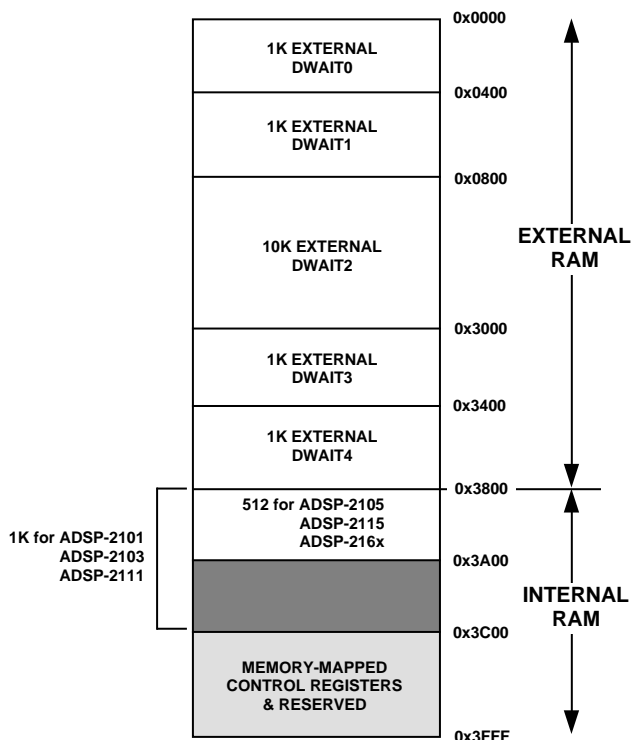 0x0000
1K EXTERNAL
DWAIT0
0x0400
1K EXTERNAL
DWAIT1
0x0800
10K EXTERNAL
DWAIT2
EXTERNAL
RAM
0x3000
1K EXTERNAL
DWAIT3
0x3400
1K EXTERNAL
DWAIT4
0x3800
512 for ADSP-2105
ADSP-2115
ADSP-216x
1K for ADSP-2101
ADSP-2103
ADSP-2111
0x3A00
INTERNAL
RAM
0x3C00
MEMORY-MAPPED
CONTROL REGISTERS
& RESERVED
0x3FFF